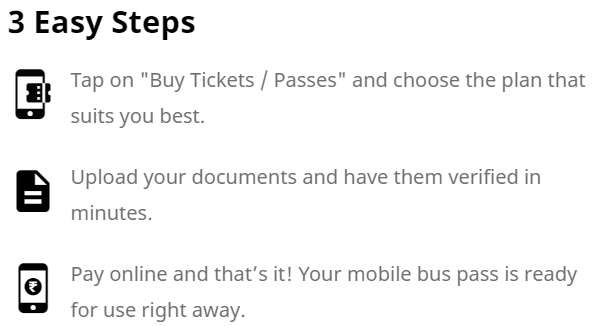 3 Easy Steps
Tap on "Buy Tickets / Passes" and choose the plan that
suits you best.
Upload your documents and have them verified in
minutes.
₹
Pay online and that’s it! Your mobile bus pass is ready
for use right away.